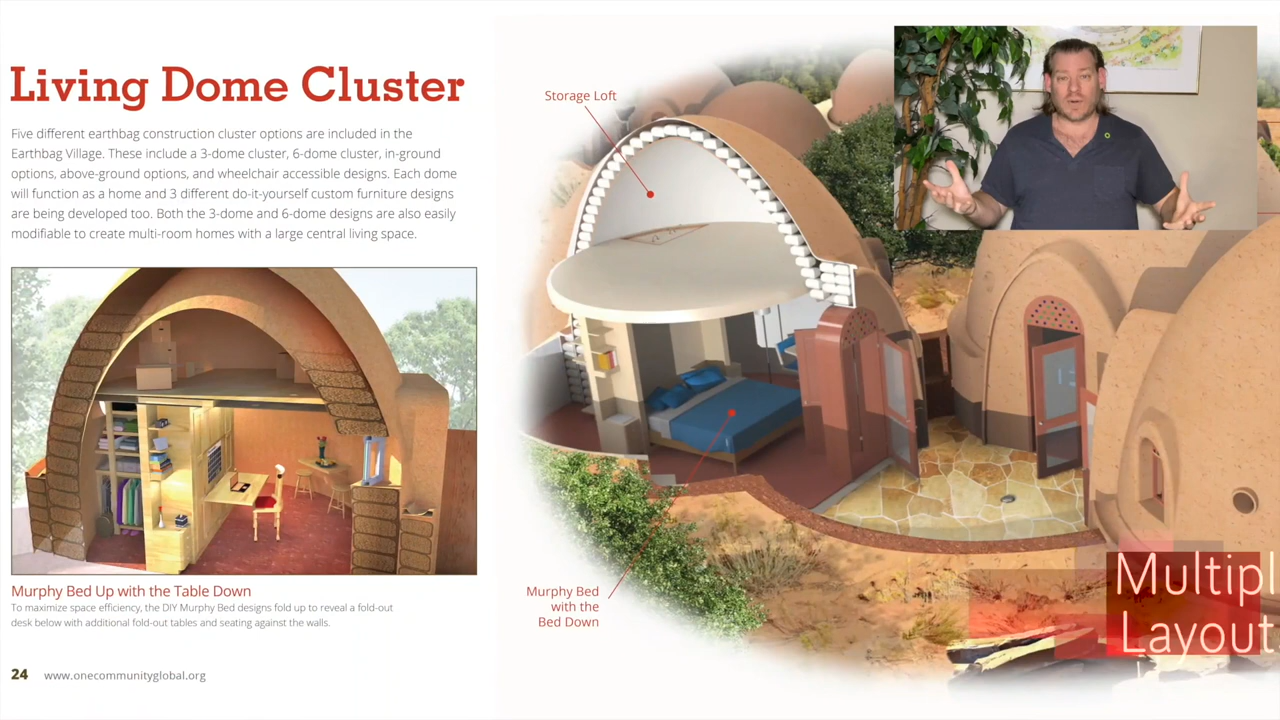 Living Dome Cluster
Five different earthbag construction cluster options are included in the
Earthbag Village. These include a 3-dome cluster, 6-dome cluster, in-ground
options, above-ground options, and wheelchair accessible designs. Each dome
will function as a home and 3 different do-it-yourself custom furniture designs
are being developed too. Both the 3-dome and 6-dome designs are also easily
modifiable to create multi-room homes with a large central living space.
Murphy Bed Up with the Table Down
To maximize space efficiency, the DIY Murphy Bed designs fold up to reveal a fold-out
desk below with additional fold-out tables and seating against the walls.
24 www.onecommunityglobal.org
Storage Loft
Murphy Bed
with the
Bed Down
Multipl
Layout